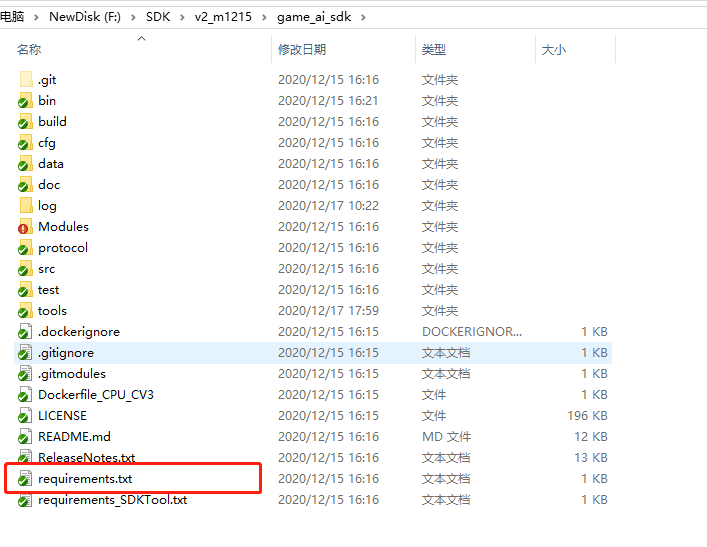 电脑 › NewDisk (F:) › SDK › v2_m1215 › game_ai_sdk ›
名称 修改日期 类型 大小
.git 2020/12/15 16:16 文件夹
bin 2020/12/15 16:21 文件夹
build 2020/12/15 16:16 文件夹
cfg 2020/12/15 16:16 文件夹
data 2020/12/15 16:16 文件夹
doc 2020/12/15 16:16 文件夹
log 2020/12/17 10:22 文件夹
Modules 2020/12/15 16:16 文件夹
protocol 2020/12/15 16:16 文件夹
src 2020/12/15 16:16 文件夹
test 2020/12/15 16:16 文件夹
tools 2020/12/17 17:59 文件夹
.dockerignore 2020/12/15 16:15 DOCKERIGNOR... 1 KB
.gitignore 2020/12/15 16:15 文本文档 1 KB
.gitmodules 2020/12/15 16:15 文本文档 1 KB
Dockerfile_CPU_CV3 2020/12/15 16:15 文件 1 KB
LICENSE 2020/12/15 16:15 文件 196 KB
README.md 2020/12/15 16:16 MD 文件 12 KB
ReleaseNotes.txt 2020/12/15 16:16 文本文档 13 KB
requirements.txt 2020/12/15 16:16 文本文档 1 KB
requirements_SDKTool.txt 2020/12/15 16:16 文本文档 1 KB